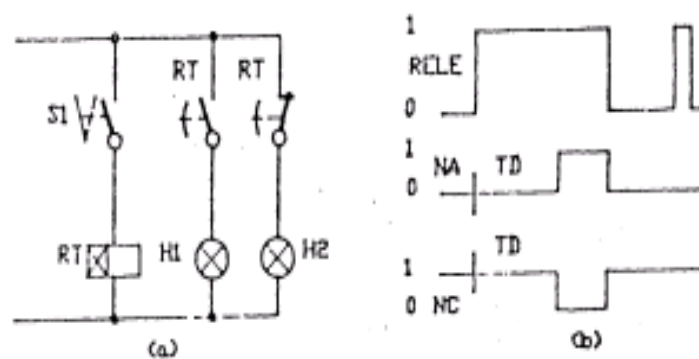 RT RT
S1
RT H1 H2
(a)
1
RELE
0
1
NA TD
0
TD
1
0 NC
(b)